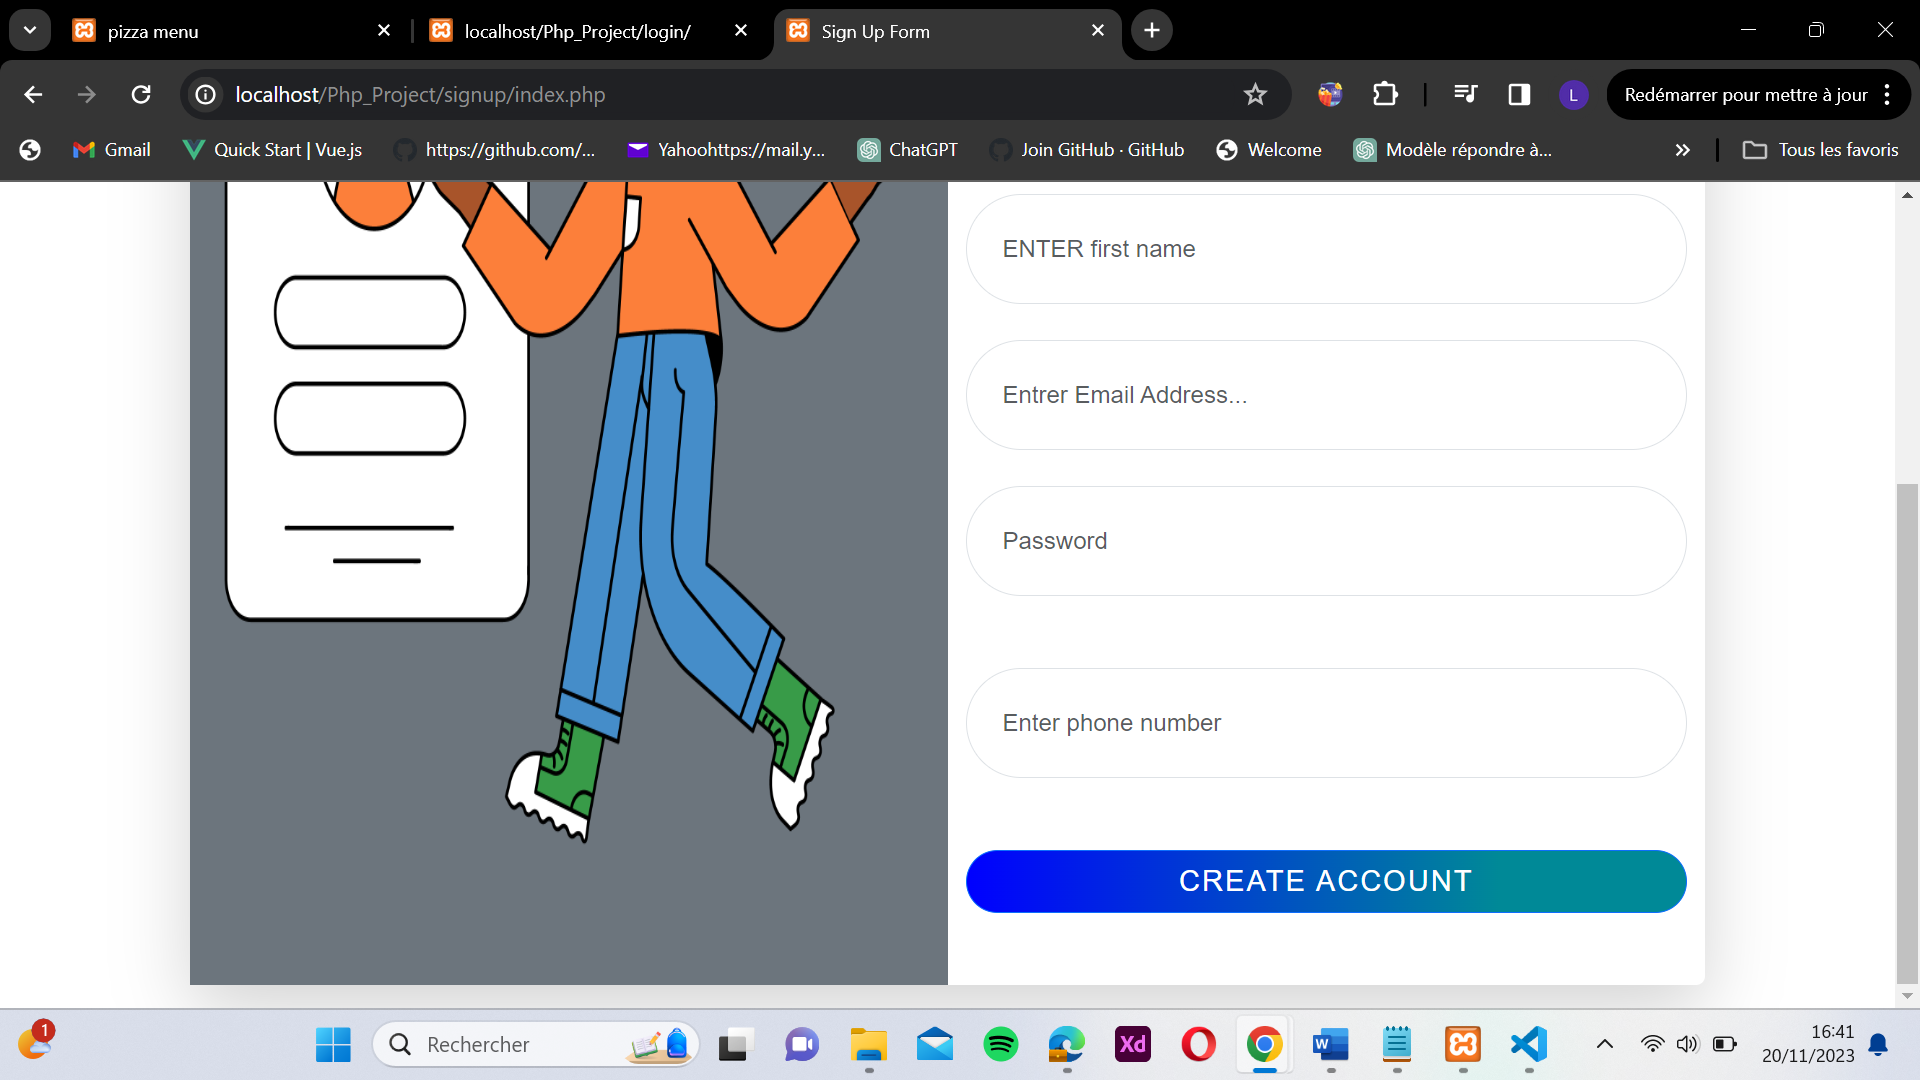 pizza menu
localhost/Php_Project/login/
Sign Up Form
localhost/Php_Project/signup/index.php
L
Redémarrer pour mettre à jour
Gmail
Quick Start | Vue.js
https://github.com/...
Yahoohttps://mail.y...
ChatGPT
Join GitHub · GitHub
Welcome
Modèle répondre à...
Tous les favoris
ENTER first name
Entrer Email Address...
Password
Enter phone number
CREATE ACCOUNT
1
Rechercher
Xd
W
16:41
20/11/2023